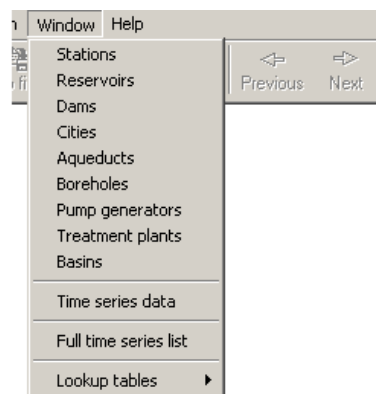 Window Help
Stations
Reservoirs
Previous Next
Dams
Cities
Aqueducts
Boreholes
Pump generators
Treatment plants
Basins
Time series data
Full time series list
Lookup tables